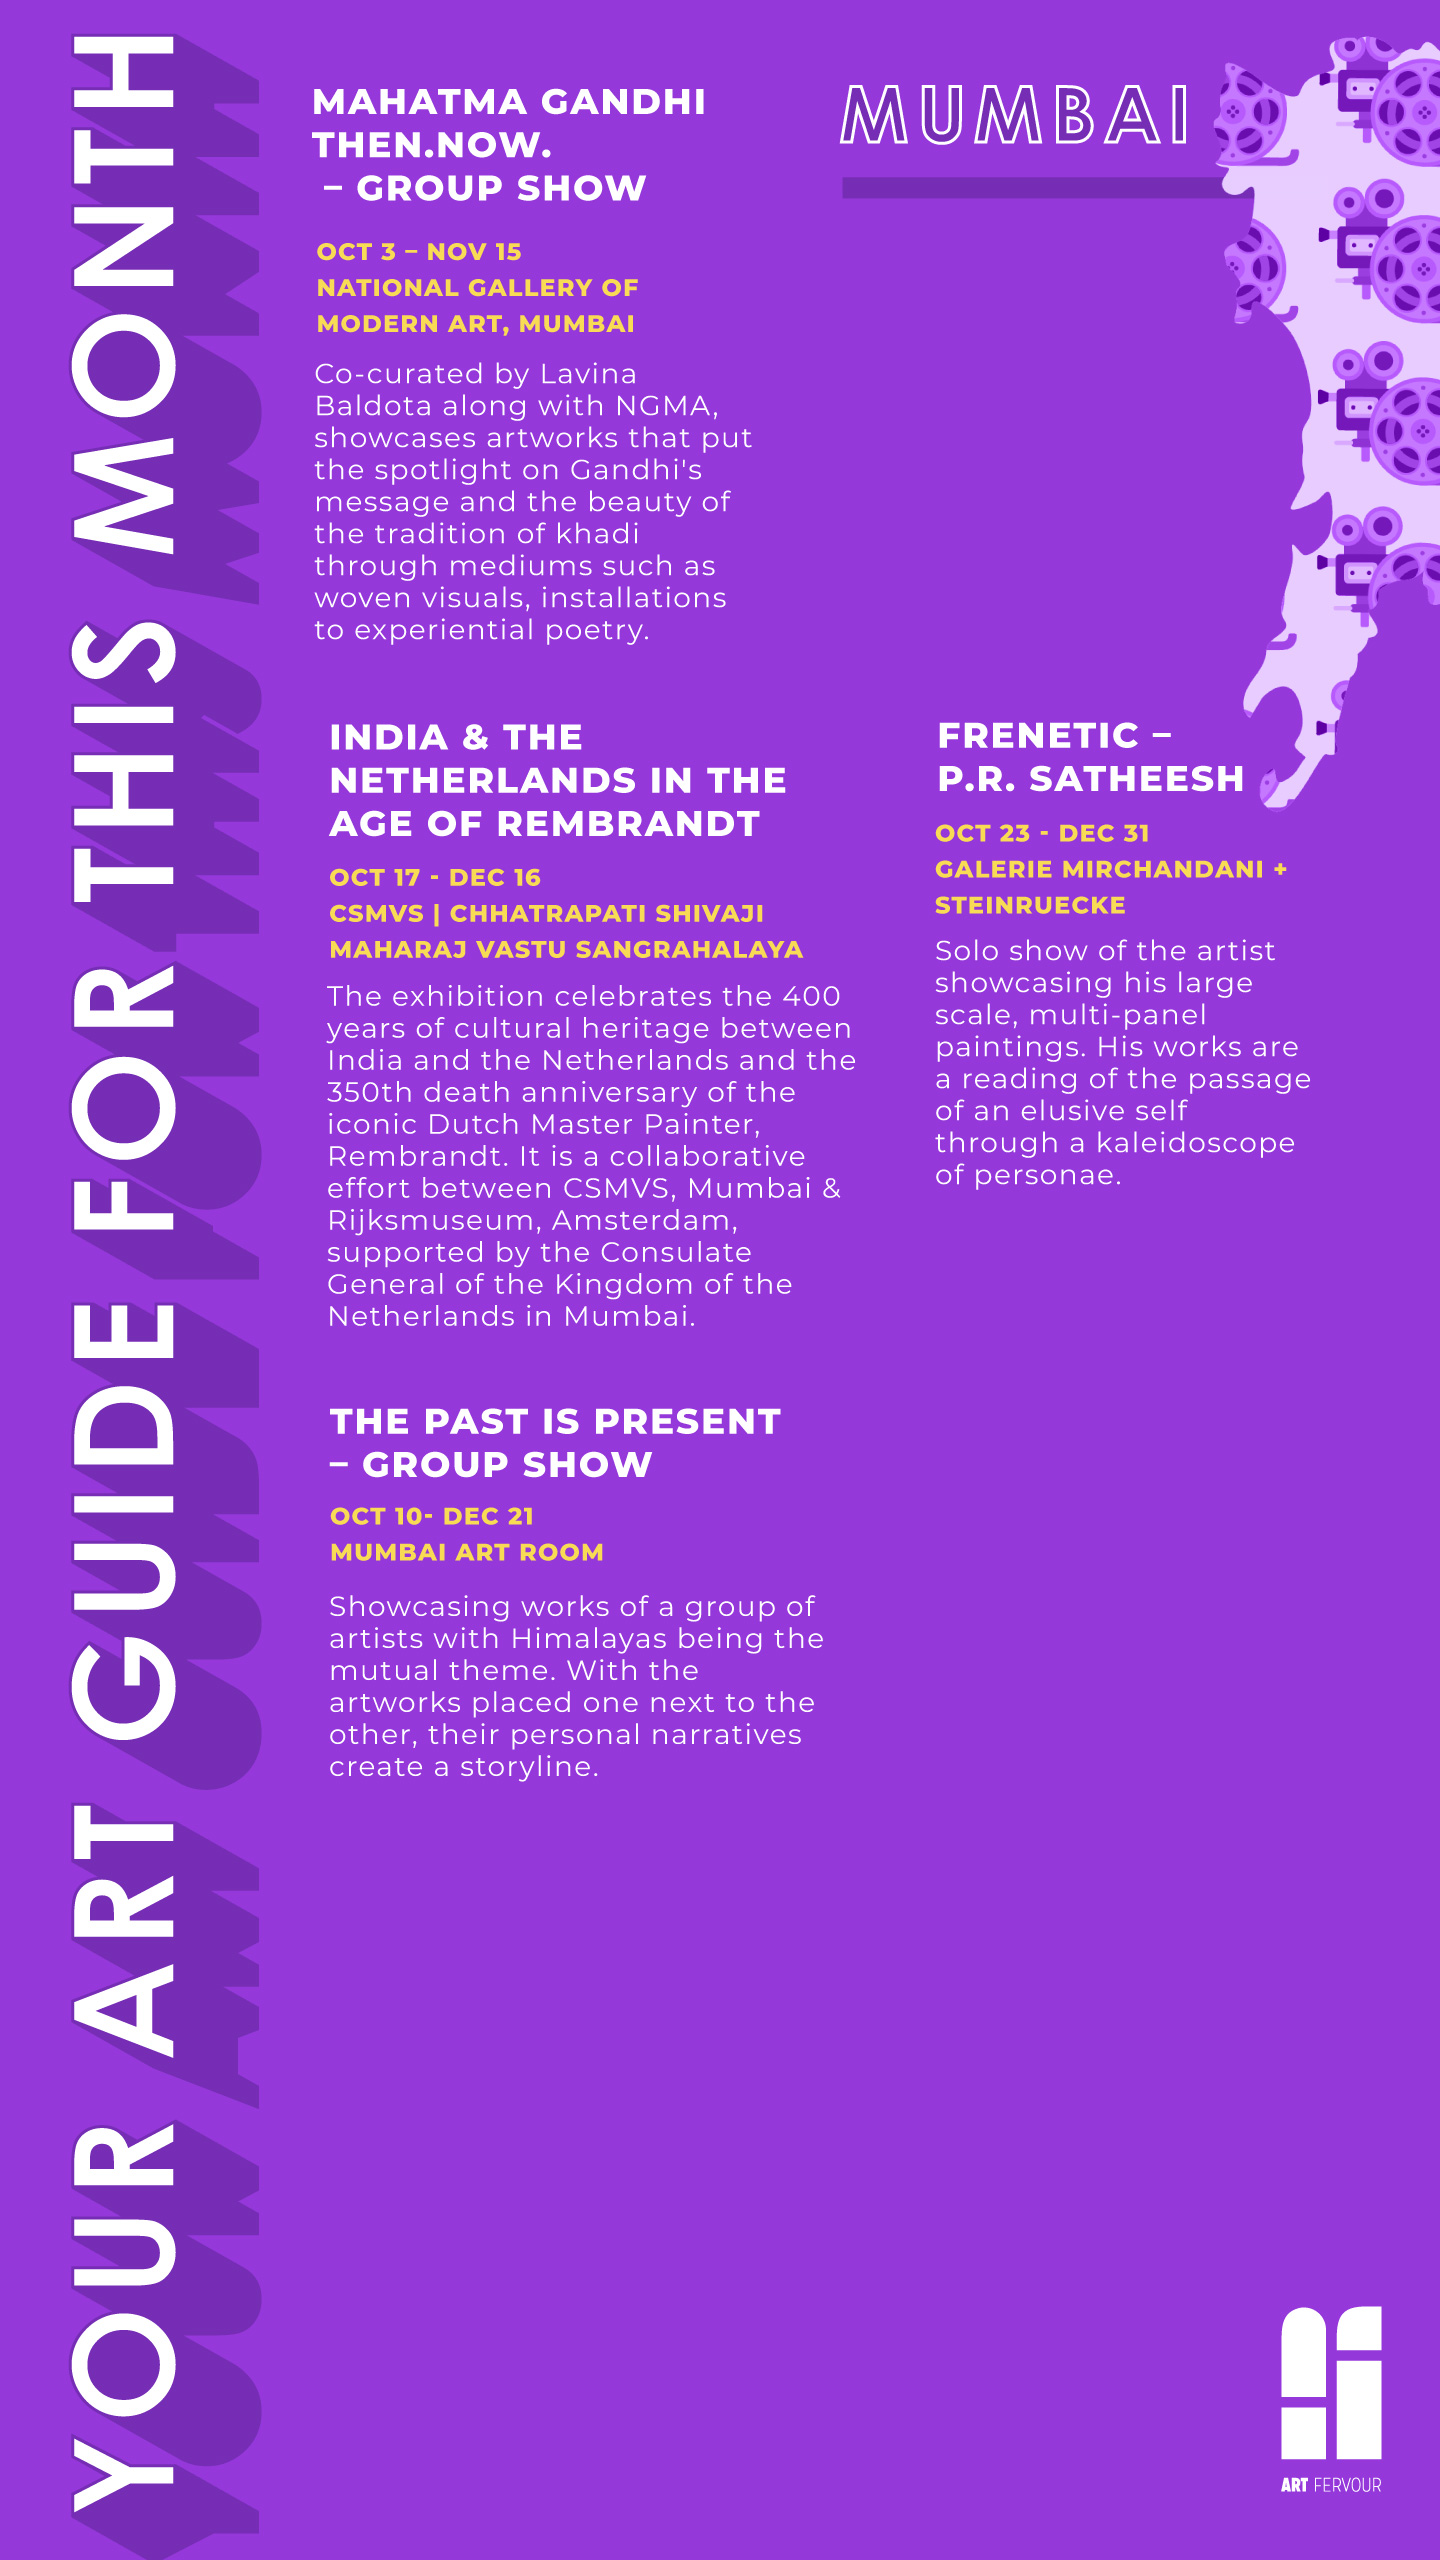 YOUR ART GUIDE FOR THIS MONTH
MUMBAI
MAHATMA GANDHI
THEN.NOW.
– GROUP SHOW
OCT 3 – NOV 15
NATIONAL GALLERY OF
MODERN ART, MUMBAI
Co-curated by Lavina
Baldota along with NGMA,
showcases artworks that put
the spotlight on Gandhi's
message and the beauty of
the tradition of khadi
through mediums such as
woven visuals, installations
to experiential poetry.
INDIA & THE
NETHERLANDS IN THE
AGE OF REMBRANDT
OCT 17 - DEC 16
CSMVS | CHHATRAPATI SHIVAJI
MAHARAJ VASTU SANGRAHALAYA
The exhibition celebrates the 400
years of cultural heritage between
India and the Netherlands and the
350th death anniversary of the
iconic Dutch Master Painter,
Rembrandt. It is a collaborative
effort between CSMVS, Mumbai &
Rijksmuseum, Amsterdam,
supported by the Consulate
General of the Kingdom of the
Netherlands in Mumbai.
FRENETIC –
P.R. SATHEESH
OCT 23 - DEC 31
GALERIE MIRCHANDANI +
STEINRUECKE
Solo show of the artist
showcasing his large
scale, multi-panel
paintings. His works are
a reading of the passage
of an elusive self
through a kaleidoscope
of personae.
THE PAST IS PRESENT
– GROUP SHOW
OCT 10- DEC 21
MUMBAI ART ROOM
Showcasing works of a group of
artists with Himalayas being the
mutual theme. With the
artworks placed one next to the
other, their personal narratives
create a storyline.
ART FERVOUR